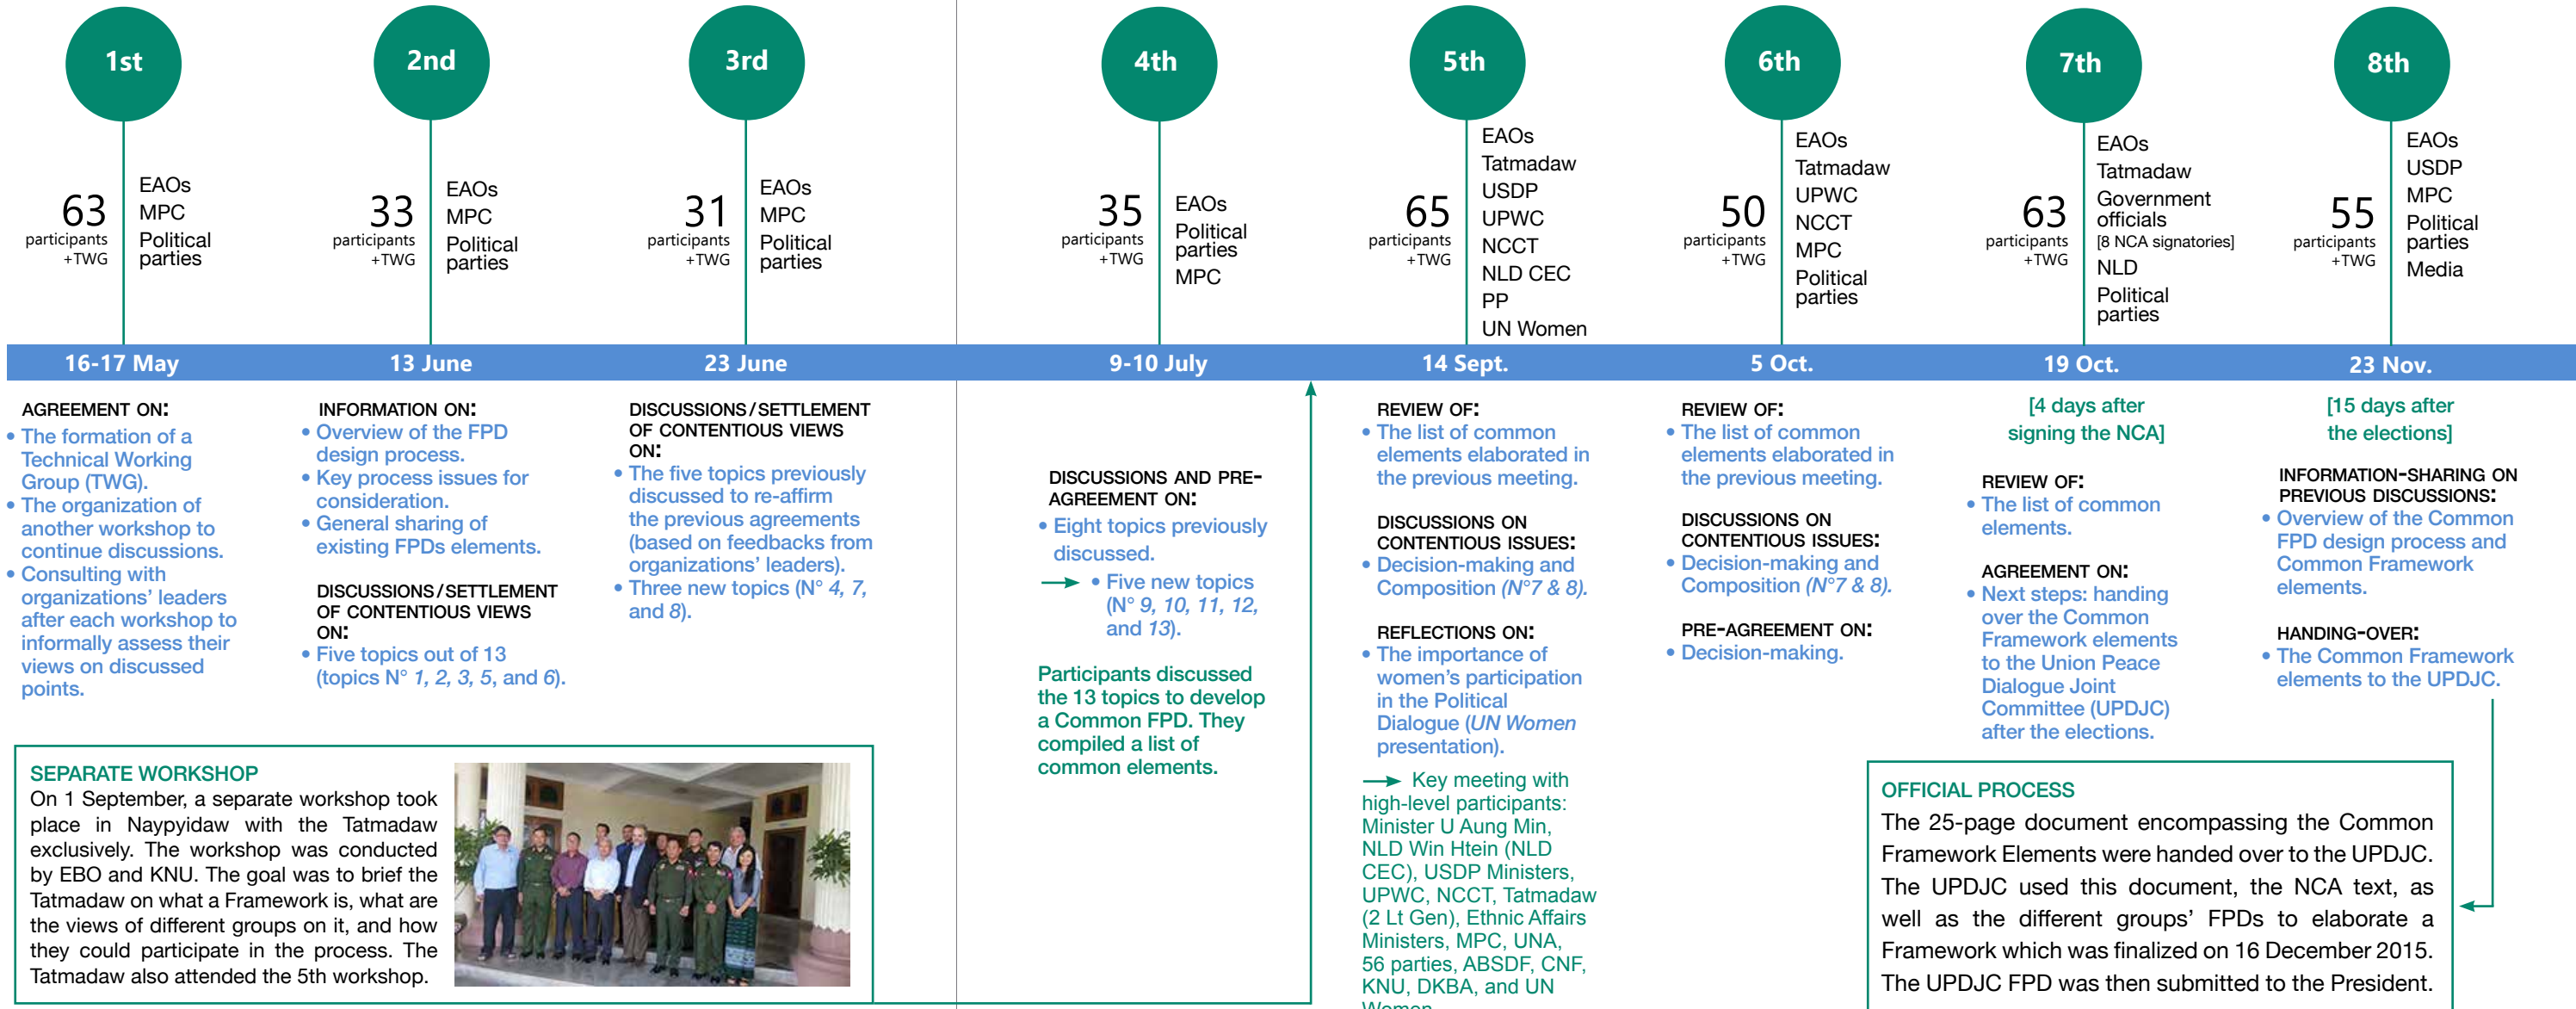 1st
63
participants
+TWG
EAOs
MPC
Political
parties
16-17 May
AGREEMENT ON:
• The formation of a
Technical Working
Group (TWG).
• The organization of
another workshop to
continue discussions.
• Consulting with
organizations' leaders
after each workshop to
informally assess their
views on discussed
points.
2nd
33
participants
+TWG
EAOs
MPC
Political
parties
13 June
INFORMATION ON:
• Overview of the FPD
design process.
• Key process issues for
consideration.
• General sharing of
existing FPDs elements.
DISCUSSIONS/SETTLEMENT
OF CONTENTIOUS VIEWS
ON:
• Five topics out of 13
(topics N° 1, 2, 3, 5, and 6).
3rd
31
participants
+TWG
EAOs
MPC
Political
parties
23 June
DISCUSSIONS/SETTLEMENT
OF CONTENTIOUS VIEWS
ON:
• The five topics previously
discussed to re-affirm
the previous agreements
(based on feedbacks from
organizations' leaders).
• Three new topics (N° 4, 7,
and 8).
SEPARATE WORKSHOP
On 1 September, a separate workshop took
place in Naypyidaw with the Tatmadaw
exclusively. The workshop was conducted
by EBO and KNU. The goal was to brief the
Tatmadaw on what a Framework is, what are
the views of different groups on it, and how
they could participate in the process. The
Tatmadaw also attended the 5th workshop.
4th
35
participants
+TWG
EAOs
Political
parties
MPC
9-10 July
DISCUSSIONS AND PRE-
AGREEMENT ON:
• Eight topics previously
discussed.
• Five new topics
(N° 9, 10, 11, 12,
and 13).
Participants discussed
the 13 topics to develop
a Common FPD. They
compiled a list of
common elements.
5th
65
participants
+TWG
EAOs
Tatmadaw
USDP
UPWC
NCCT
NLD CEC
PP
UN Women
14 Sept.
REVIEW OF:
• The list of common
elements elaborated in
the previous meeting.
DISCUSSIONS ON
CONTENTIOUS ISSUES:
• Decision-making and
Composition (N°7 & 8).
REFLECTIONS ON:
• The importance of
women's participation
in the Political
Dialogue (UN Women
presentation).
Key meeting with
high-level participants:
Minister U Aung Min,
NLD Win Htein (NLD
CEC), USDP Ministers,
UPWC, NCCT, Tatmadaw
(2 Lt Gen), Ethnic Affairs
Ministers, MPC, UNA,
56 parties, ABSDF, CNF,
KNU, DKBA, and UN
Women
6th
50
participants
+TWG
EAOs
Tatmadaw
UPWC
NCCT
MPC
Political
parties
5 Oct.
REVIEW OF:
• The list of common
elements elaborated in
the previous meeting.
DISCUSSIONS ON
CONTENTIOUS ISSUES:
• Decision-making and
Composition (N°7 & 8).
PRE-AGREEMENT ON:
• Decision-making.
7th
63
participants
+TWG
EAOs
Tatmadaw
Government
officials
[8 NCA signatories]
NLD
Political
parties
19 Oct.
[4 days after
signing the NCA]
REVIEW OF:
• The list of common
elements.
AGREEMENT ON:
• Next steps: handing
over the Common
Framework elements
to the Union Peace
Dialogue Joint
Committee (UPDJC)
after the elections.
8th
55
participants
+TWG
EAOs
USDP
MPC
Political
parties
Media
23 Nov.
[15 days after
the elections]
INFORMATION-SHARING ON
PREVIOUS DISCUSSIONS:
• Overview of the Common
FPD design process and
Common Framework
elements.
HANDING-OVER:
• The Common Framework
elements to the UPDJC.
OFFICIAL PROCESS
The 25-page document encompassing the Common
Framework Elements were handed over to the UPDJC.
The UPDJC used this document, the NCA text, as
well as the different groups' FPDs to elaborate a
Framework which was finalized on 16 December 2015.
The UPDJC FPD was then submitted to the President.